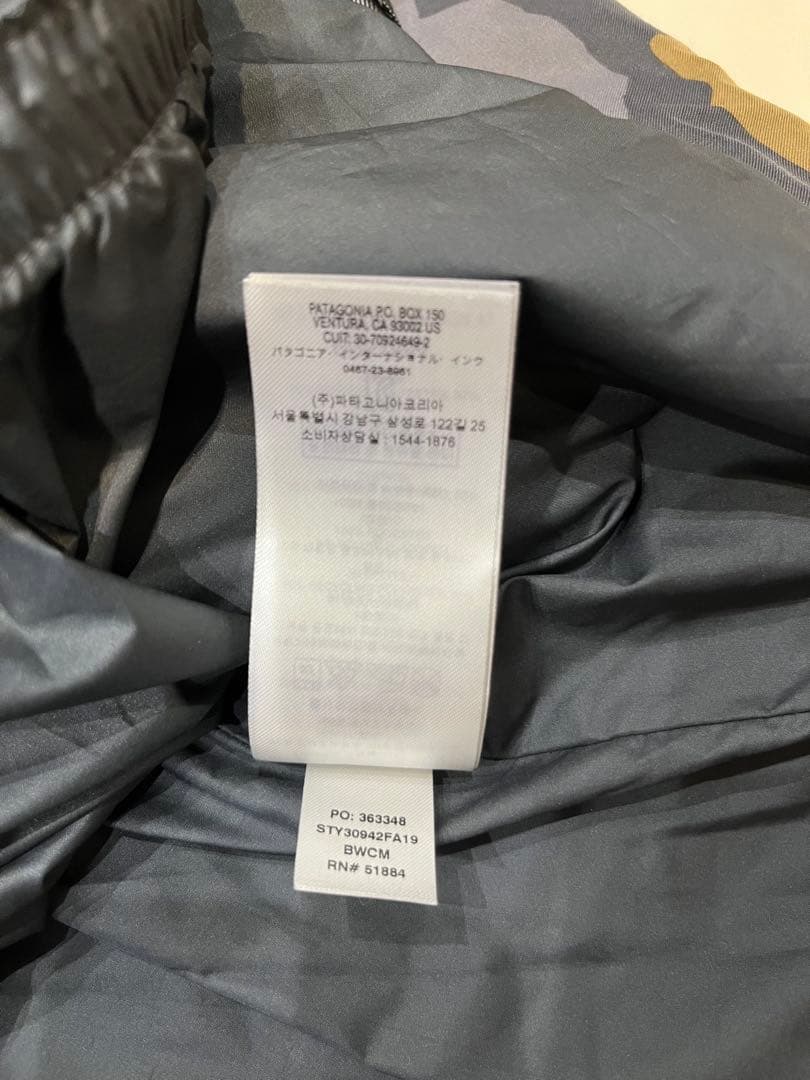 PATAGONIA P.O. BOX 150
VENTURA, CA 93002 US
CUIT: 30-70924649-2
パタゴニア・インターナショナル・インク
0467-23-8961
(주)파타고니아코리아
서울특별시 강남구 삼성로 122길 25
소비자상담실 : 1544-1876
PO: 363348
STY30942FA19
BWCM
RN# 51884